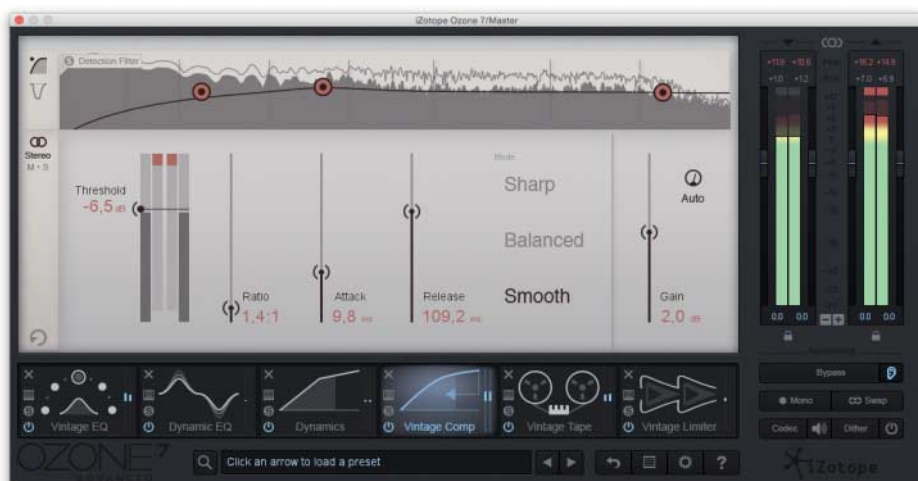 iZotope Ozone 7/Master
Detection Filter
Stereo
M • S
Threshold
-6,5 dB
Ratio
1,4:1
Attack
9,8 ms
Release
109,2 ms
Mode
Sharp
Balanced
Smooth
Auto
Gain
2,0 dB
Vintage EQ
Dynamic EQ
Dynamics
Vintage Comp
Vintage Tape
Vintage Limiter
OZONE 7
ADVANCED
Click an arrow to load a preset
?
0.0 0.0
0.0 0.0
Bypass
Mono
Swap
Codec
Dither
iZotope